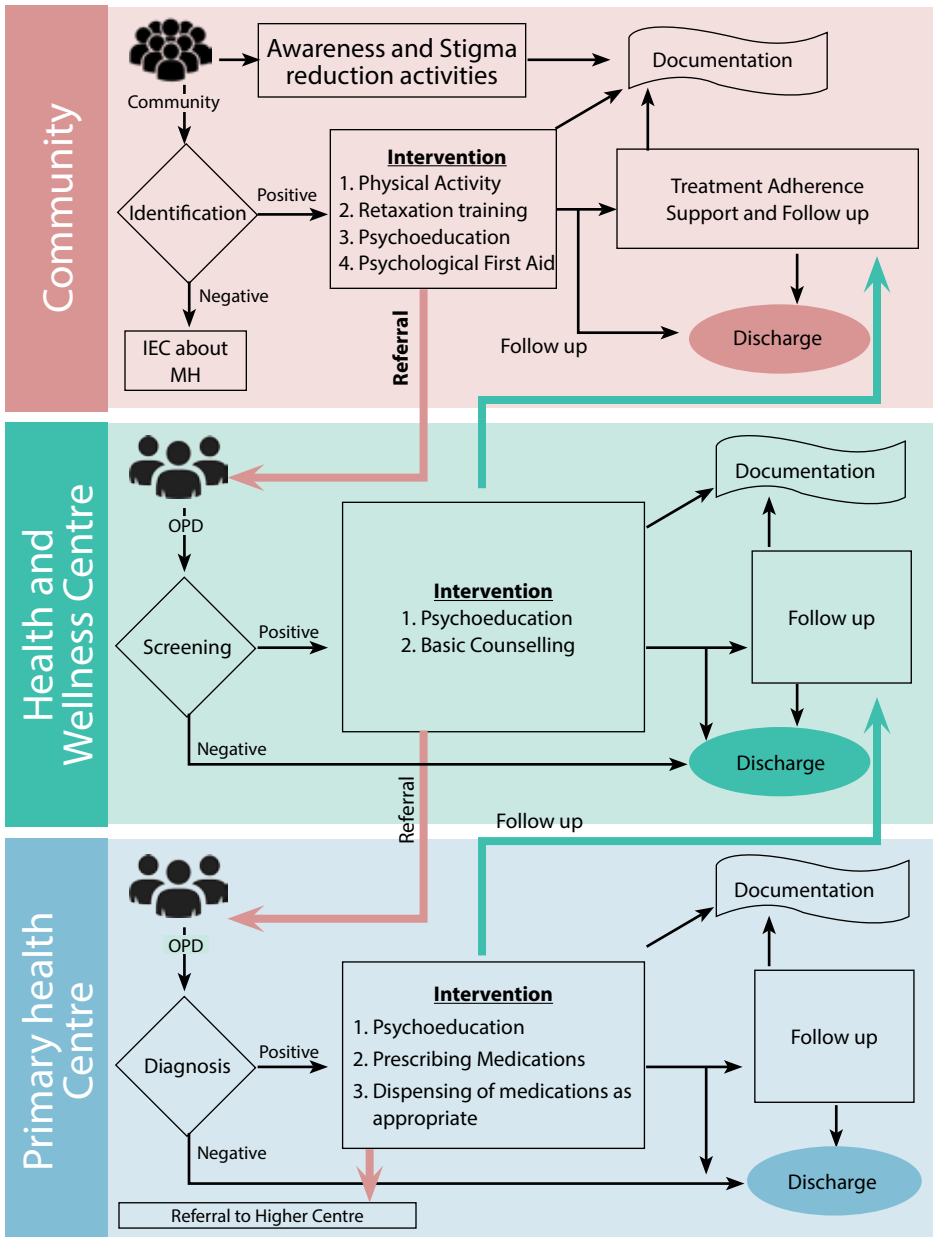 Community
Awareness and Stigma
reduction activities
Documentation
Community
Identification
Positive
Intervention
1. Physical Activity
2. Retaxation training
3. Psychoeducation
4. Psychological First Aid
Treatment Adherence
Support and Follow up
Negative
IEC about
MH
Referral
Follow up
Discharge
Health and
Wellness Centre
OPD
Documentation
Screening
Positive
Intervention
1. Psychoeducation
2. Basic Counselling
Follow up
Negative
Discharge
Referral
Follow up
Primary health
Centre
OPD
Documentation
Diagnosis
Positive
Intervention
1. Psychoeducation
2. Prescribing Medications
3. Dispensing of medications as
appropriate
Follow up
Negative
Discharge
Referral to Higher Centre